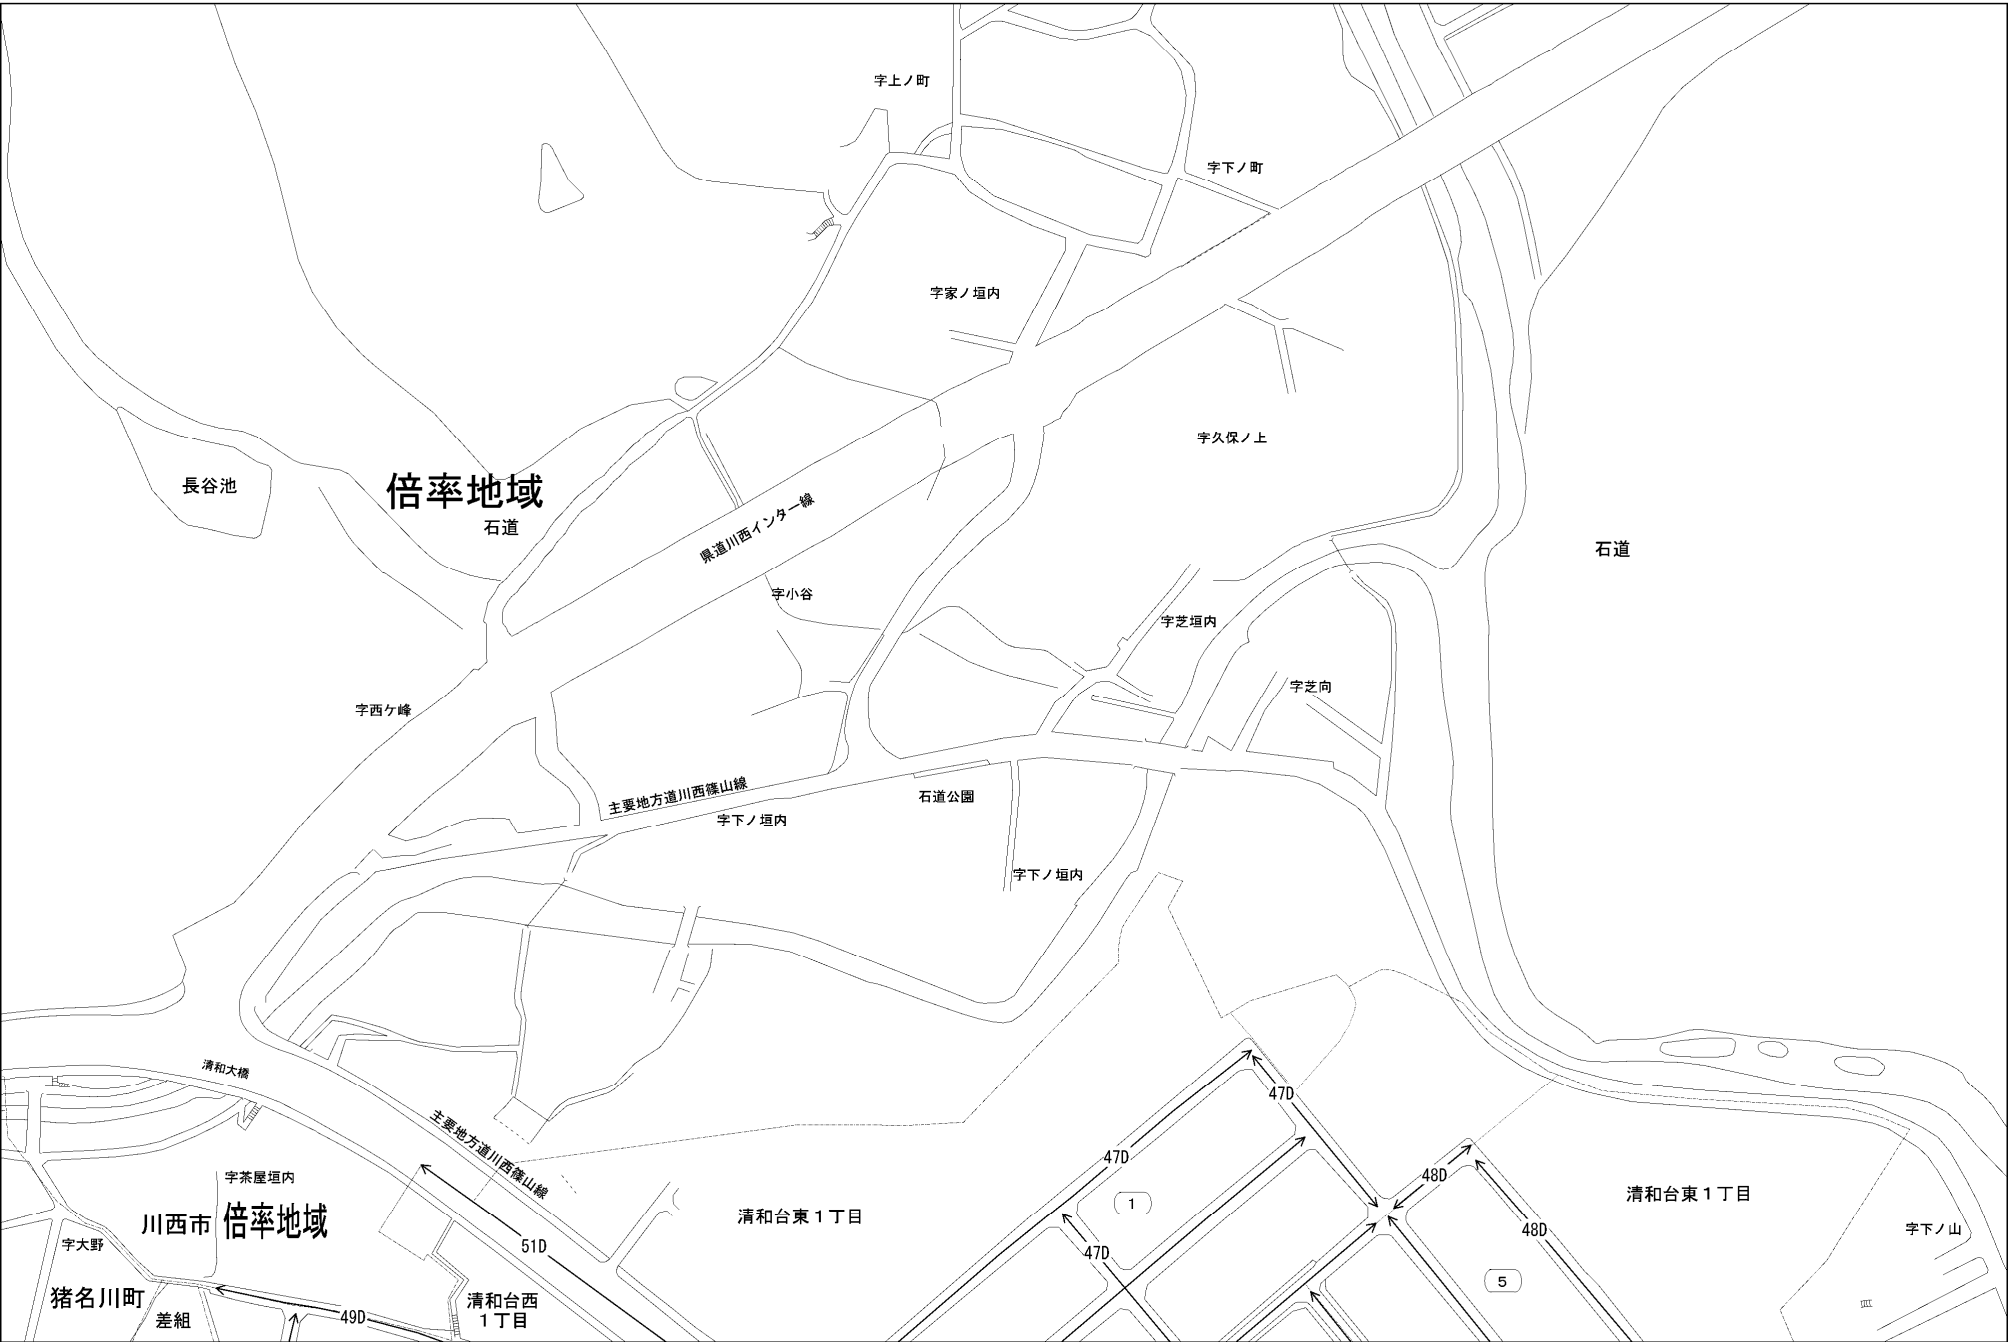 字上ノ町
字下ノ町
字家ノ垣内
字久保ノ上
長谷池
倍率地域
石道
県道川西インター線
石道
字小谷
字芝垣内
字芝向
字西ケ峰
主要地方道川西篠山線
石道公園
字下ノ垣内
字下ノ垣内
清和大橋
47D
主要地方道川西篠山線
47D
48D
字茶屋垣内
清和台東1丁目
1
清和台東1丁目
川西市
倍率地域
字大野
51D
47D
48D
字下ノ山
5
猪名川町
差組
49D
清和台西
1丁目